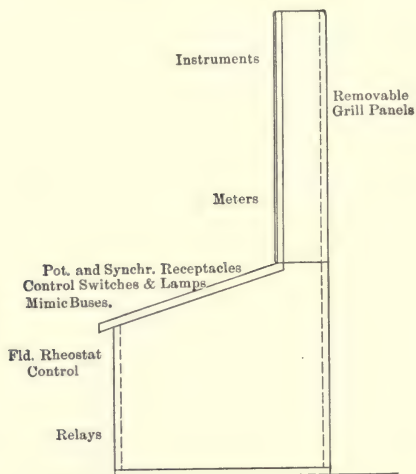 Instruments
Removable
Grill Panels
Meters
Pot. and Synchr. Receptacles
Control Switches & Lamps
Mimic Buses.
Fld. Rheostat
Control
Relays